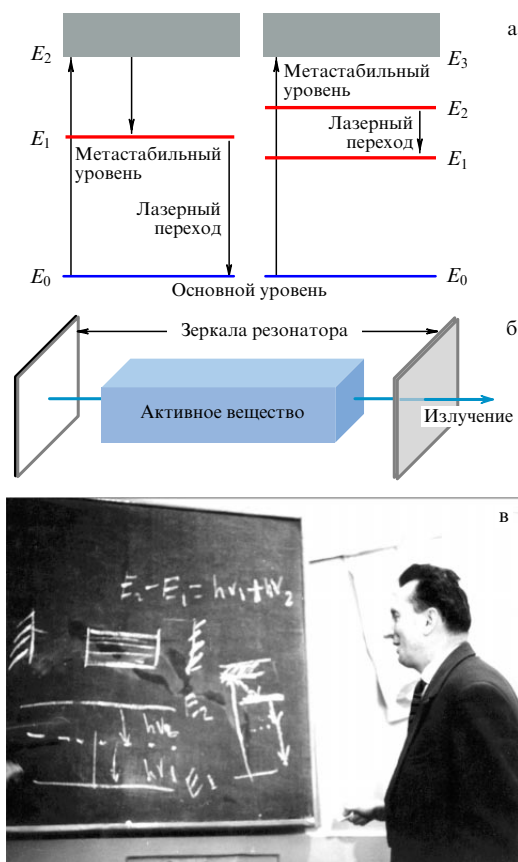 а
E₂
E₃
Метастабильный
уровень
E₂
E₁
Лазерный
переход
Метастабильный
уровень
E₁
Лазерный
переход
E₀
E₀
Основной уровень
Зеркала резонатора
б
Активное вещество
Излучение
в
E₂ − E₁ = hν₁ + hν₂
E₂
hν₂
hν₁
E₁